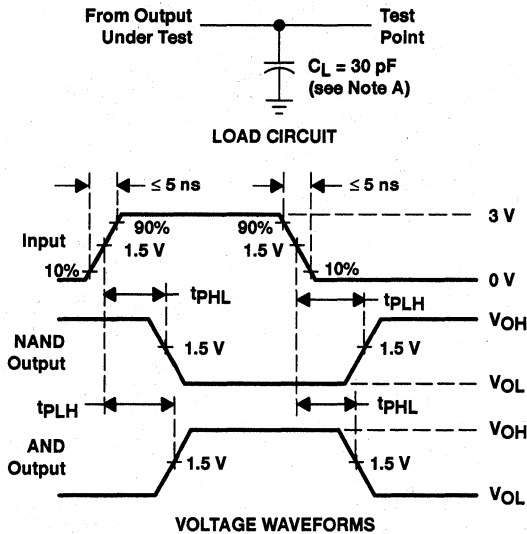 From Output
Under Test
Test
Point
CL = 30 pF
(see Note A)
LOAD CIRCUIT
≤ 5 ns
≤ 5 ns
3 V
90%
90%
Input
1.5 V
1.5 V
10%
10%
0 V
tPHL
tPLH
VOH
NAND
Output
1.5 V
1.5 V
VOL
tPLH
tPHL
VOH
AND
Output
1.5 V
1.5 V
VOL
VOLTAGE WAVEFORMS